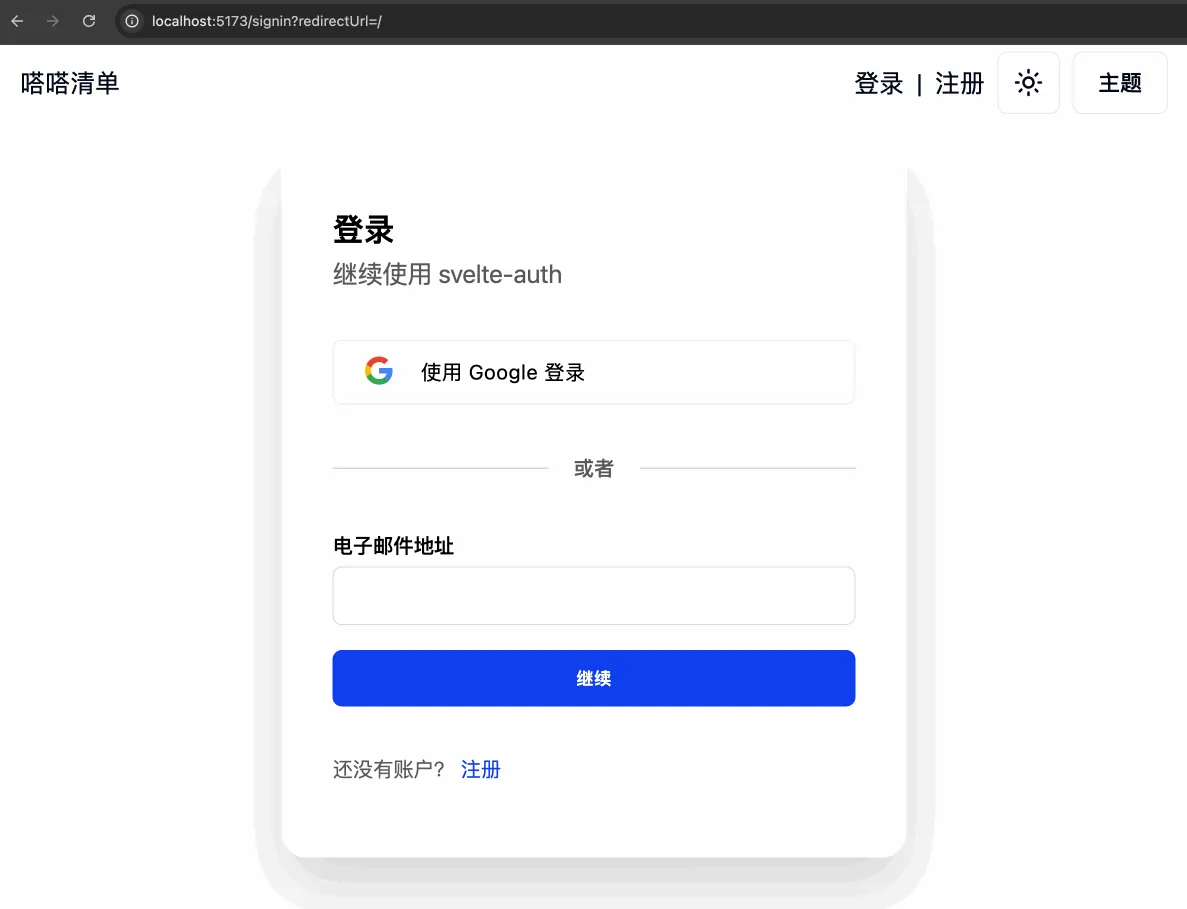 localhost:5173/signin?redirectUrl=/
嗒嗒清单
登录 | 注册
主题
登录
继续使用 svelte-auth
使用 Google 登录
或者
电子邮件地址
继续
还没有账户? 注册